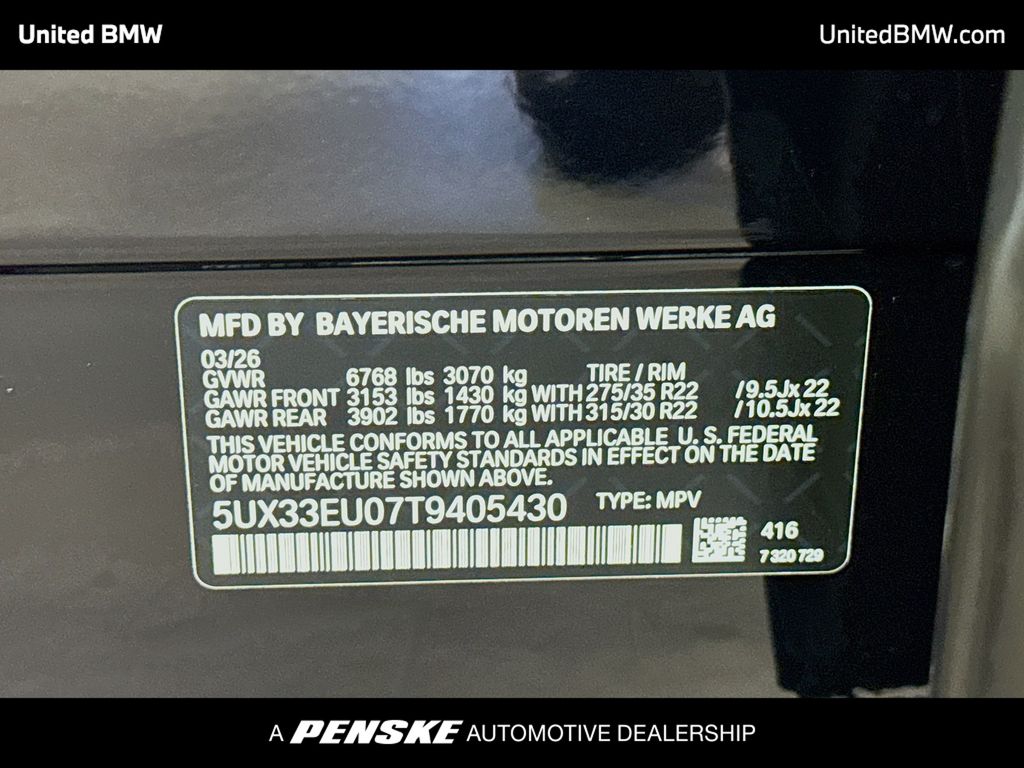 United BMW
UnitedBMW.com
MFD BY BAYERISCHE MOTOREN WERKE AG
03/26
GVWR 6768 lbs 3070 kg TIRE / RIM
GAWR FRONT 3153 lbs 1430 kg WITH 275/35 R22 /9.5Jx 22
GAWR REAR 3902 lbs 1770 kg WITH 315/30 R22 /10.5Jx 22
THIS VEHICLE CONFORMS TO ALL APPLICABLE U. S. FEDERAL
MOTOR VEHICLE SAFETY STANDARDS IN EFFECT ON THE DATE
OF MANUFACTURE SHOWN ABOVE.
5UX33EU07T9405430 TYPE: MPV
416
7 320 729
A PENSKE AUTOMOTIVE DEALERSHIP